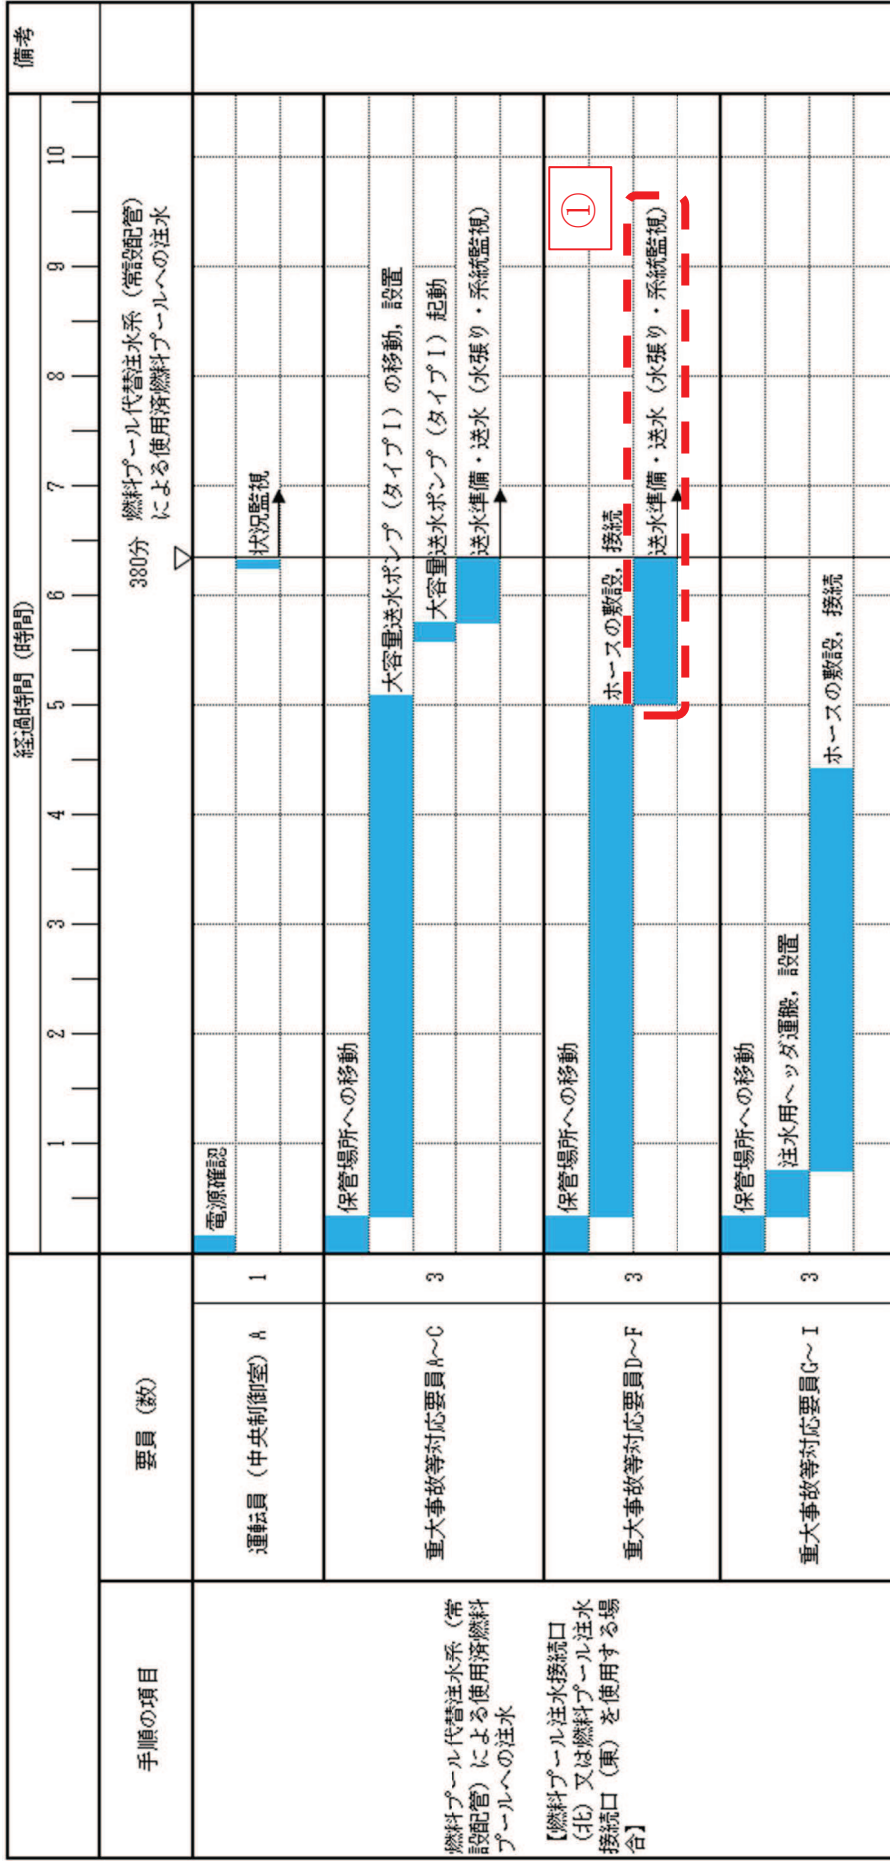 経過時間（時間）
備考
1
2
3
4
5
6
7
8
9
10
手順の項目
要員（数）
380分 燃料プール代替注水系（常設配管）
による使用済燃料プールへの注水
燃料プール代替注水系（常
設配管）による使用済燃料
プールへの注水
【燃料プール注水接続口
（北）又は燃料プール注水
接続口（東）を使用する場
合】
運転員（中央制御室）A
1
電源確認
状況監視
重大事故等対応要員A～C
3
保管場所への移動
大容量送水ポンプ（タイプⅠ）の移動，設置
大容量送水ポンプ（タイプⅠ）起動
送水準備・送水（水張り・系統監視）
重大事故等対応要員D～F
3
保管場所への移動
ホースの敷設，接続
送水準備・送水（水張り・系統監視）
①
重大事故等対応要員G～I
3
保管場所への移動
注水用ヘッダ運搬，設置
ホースの敷設，接続